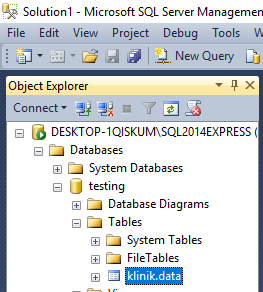 Solution1 - Microsoft SQL Server Managemen
File Edit View Project Debug Tool
New Query
Object Explorer
Connect
DESKTOP-1QISKUM\SQL2014EXPRESS (
Databases
System Databases
testing
Database Diagrams
Tables
System Tables
FileTables
klinik.data